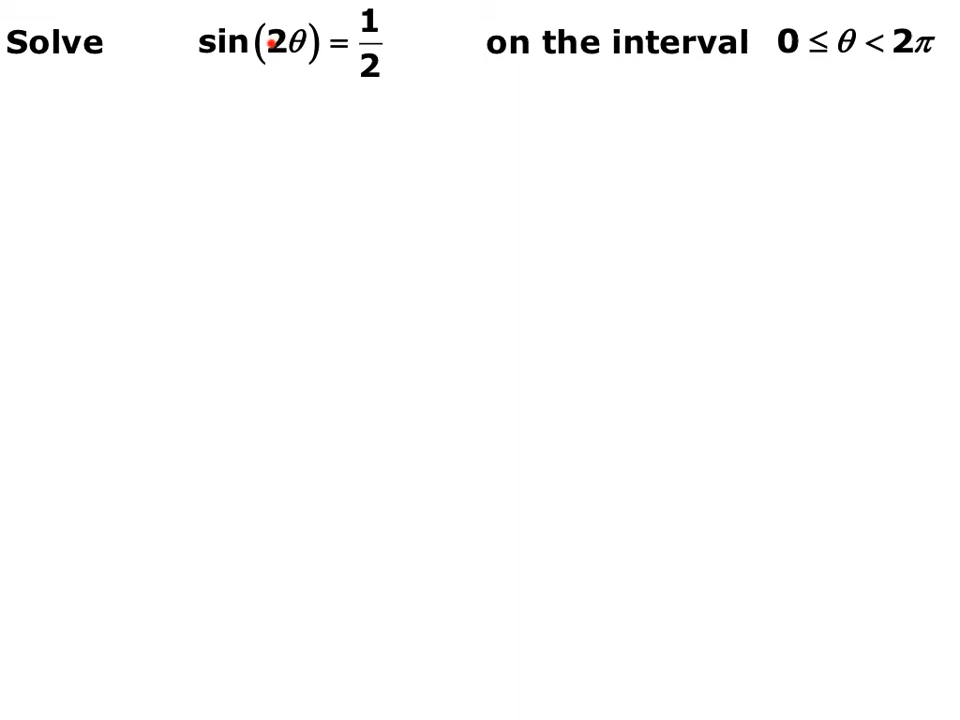 Solve sin(2θ) = 1/2 on the interval 0 ≤ θ < 2π